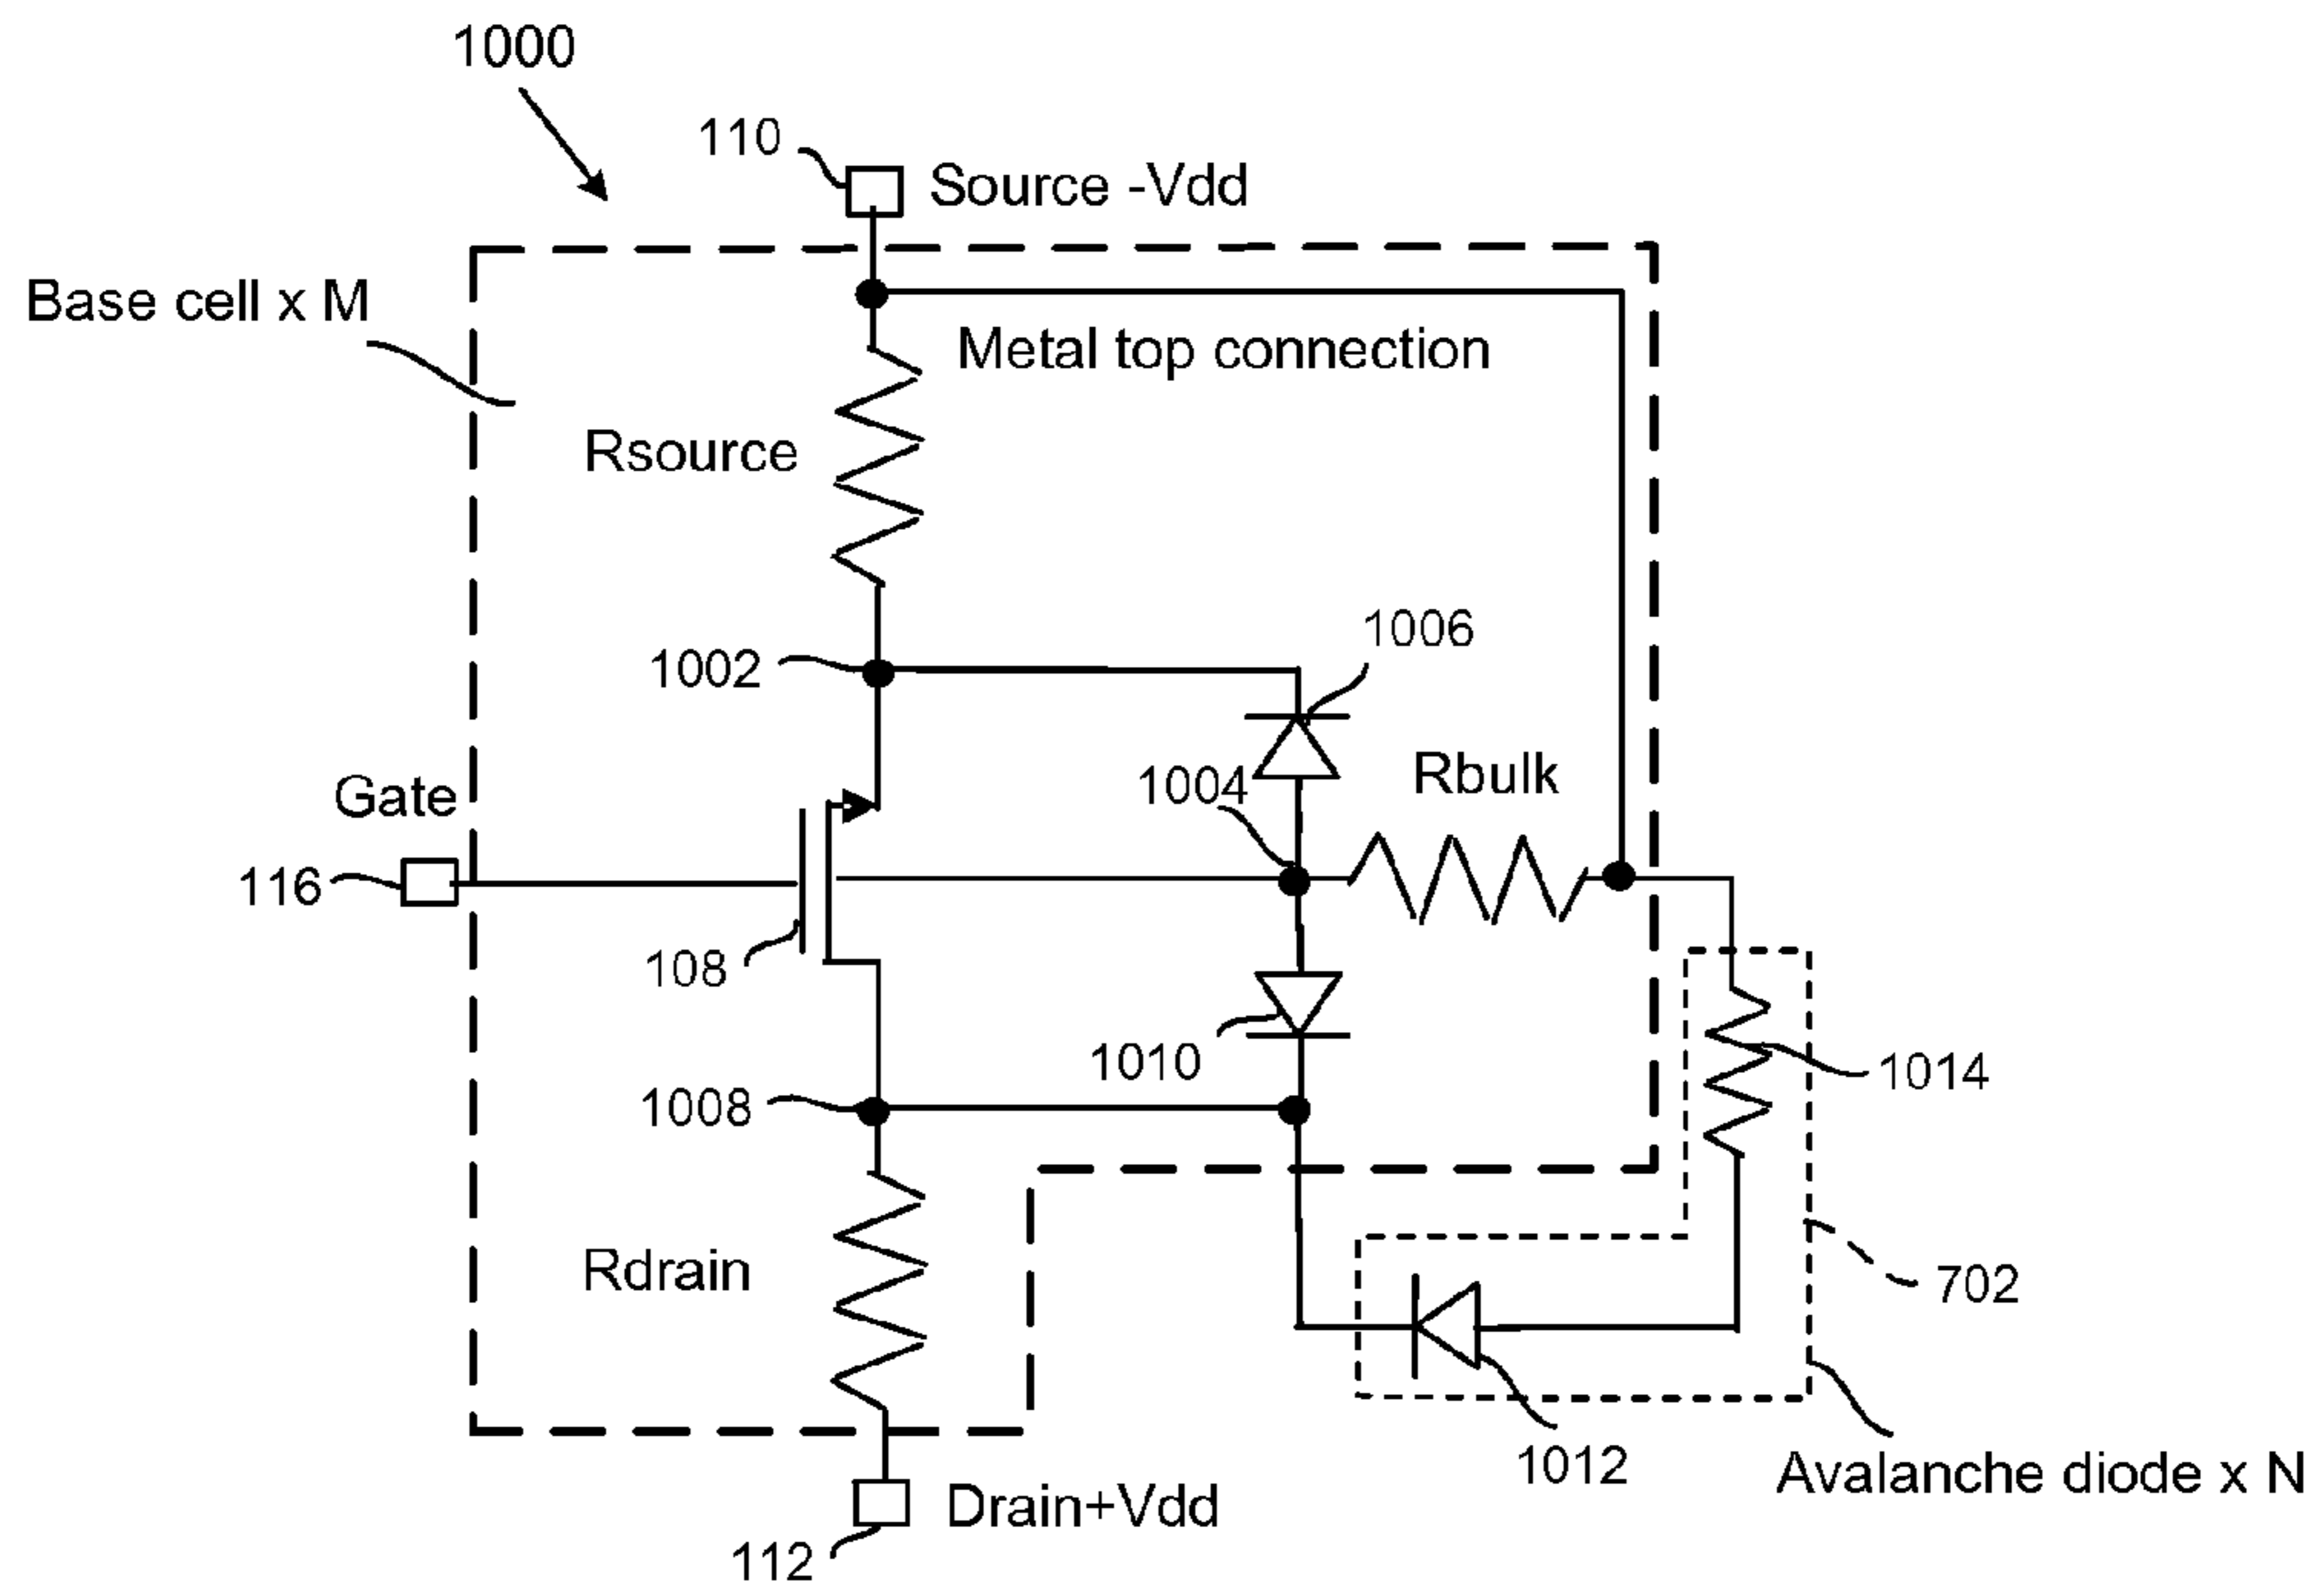 1000
110
Source -Vdd
Base cell x M
Metal top connection
Rsource
1006
1002
1004
Rbulk
Gate
116
108
1010
1014
1008
Rdrain
702
1012
Avalanche diode x N
Drain+Vdd
112